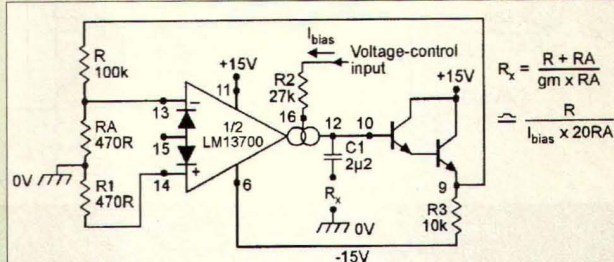 R
100k
RA
470R
0V
R1
470R
13
15
14
+15V
11
1/2
LM13700
6
Ibias
Voltage-control
input
R2
27k
16
12
10
C1
2µ2
Rx
0V
+15V
9
R3
10k
-15V
Rx = R + RA / gm x RA
≏ R / Ibias x 20RA